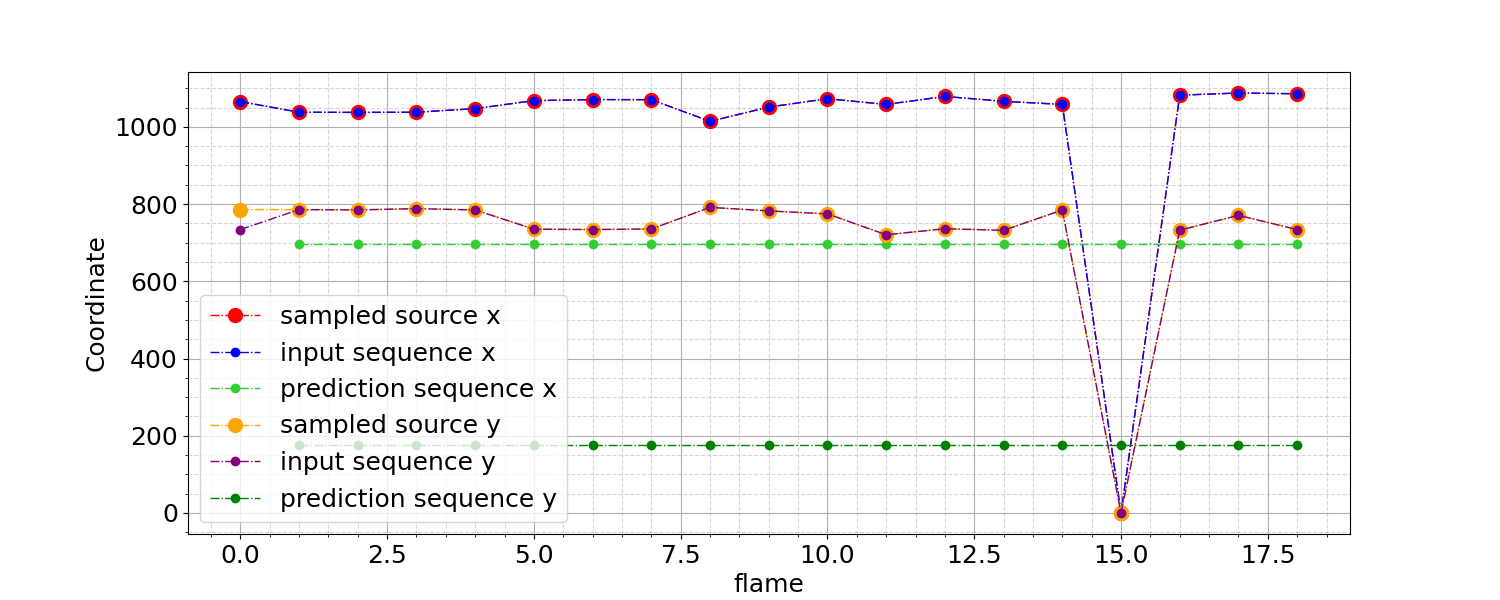 1000
800
600
400
200
0
Coordinate
sampled source x
input sequence x
prediction sequence x
sampled source y
input sequence y
prediction sequence y
0.0 2.5 5.0 7.5 10.0 12.5 15.0 17.5
flame